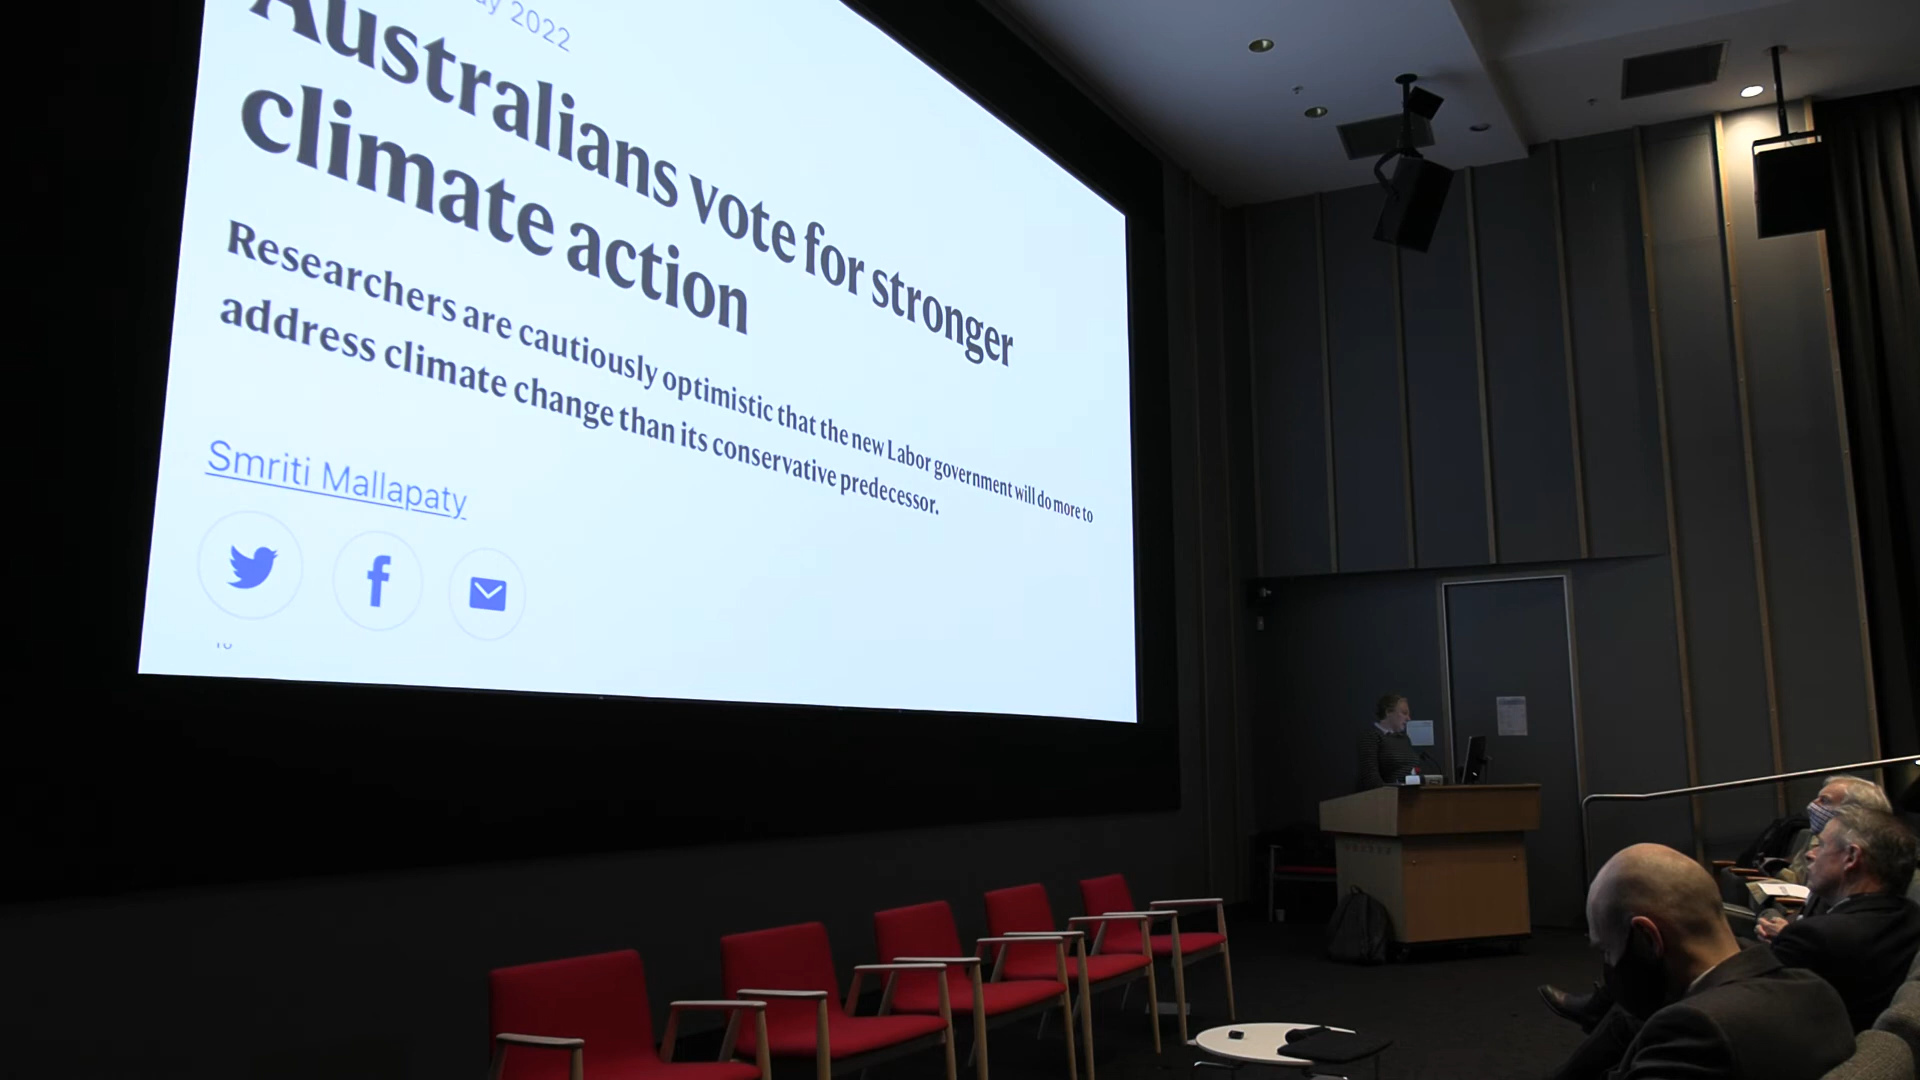 2022
Australians vote for stronger
climate action
Researchers are cautiously optimistic that the new Labor government will do more to
address climate change than its conservative predecessor.
Smriti Mallapaty